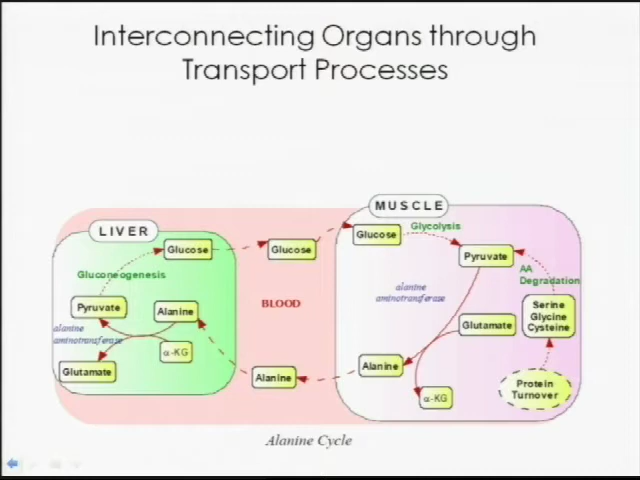 Interconnecting Organs through
Transport Processes
MUSCLE
LIVER
Glucose
Glucose
Glucose
Glycolysis
Pyruvate
Gluconeogenesis
AA
Degradation
alanine
aminotransferase
BLOOD
Pyruvate
Alanine
Serine
Glycine
Cysteine
Glutamate
alanine
aminotransferase
α-KG
Glutamate
Alanine
Alanine
Protein
Turnover
α-KG
Alanine Cycle